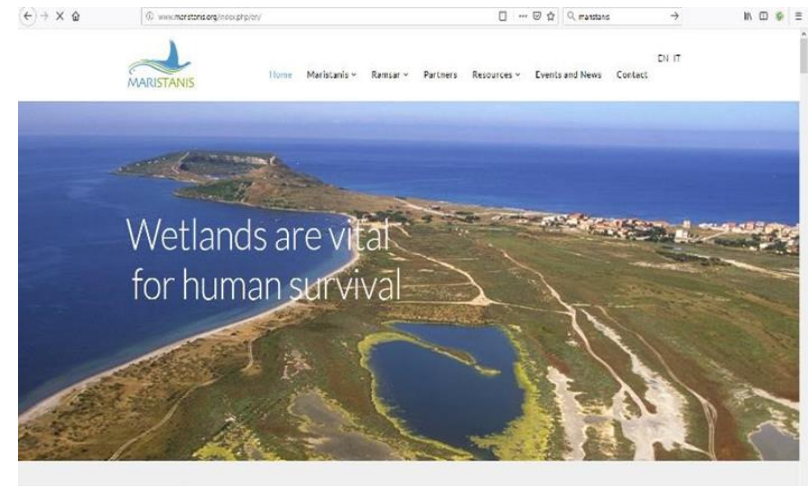 www.maristanis.org/index.php/en/
maristanis
EN IT
MARISTANIS
Home Maristanis Ramsar Partners Resources Events and News Contact
Wetlands are vital
for human survival